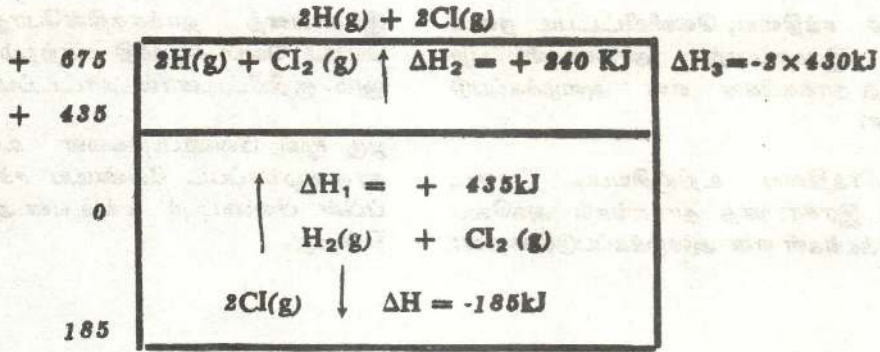 2H(g) + 2Cl(g)
+ 675 2H(g) + Cl₂ (g) ↑ ΔH₂ = + 240 KJ ΔH₃=-2×430kJ
+ 435
↑ ΔH₁ = + 435kJ
0
H₂(g) + Cl₂ (g)
2Cl(g) ↓ ΔH = -185kJ
185